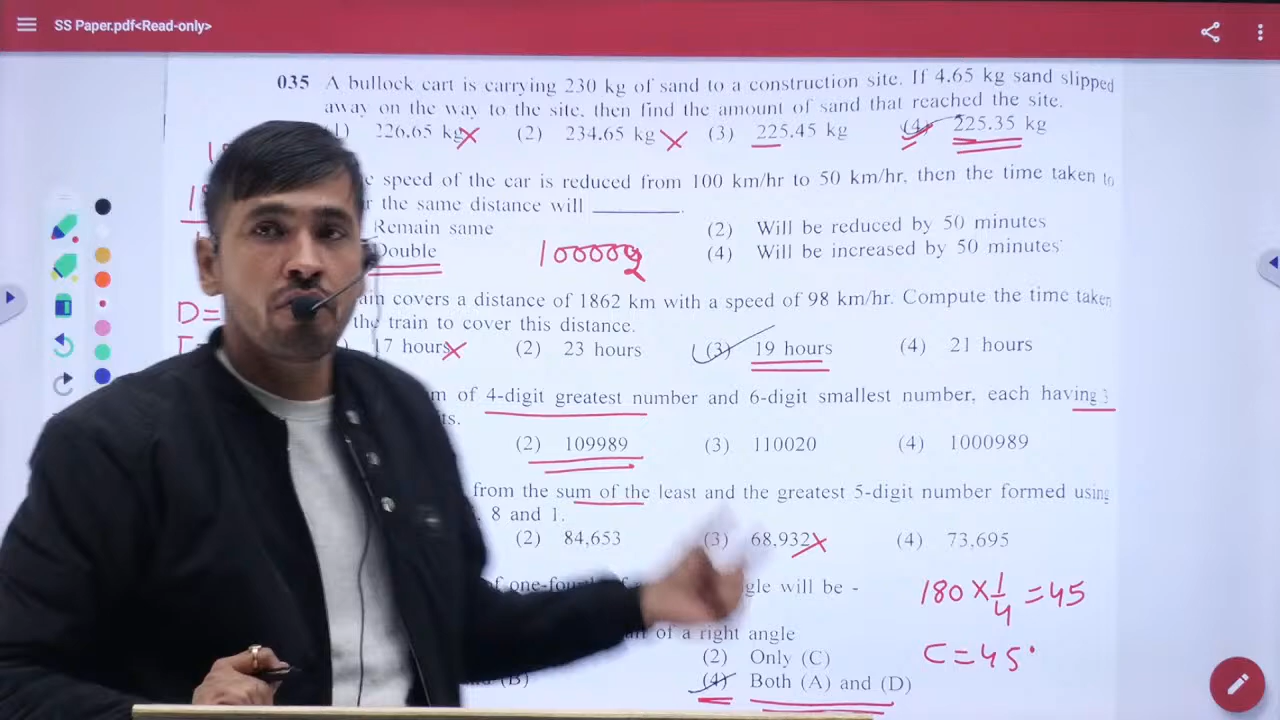 SS Paper.pdf<Read-only>
035 A bullock cart is carrying 230 kg of sand to a construction site. If 4.65 kg sand slipped
away on the way to the site, then find the amount of sand that reached the site.
226.65 kg (2) 234.65 kg (3) 225.45 kg (4) 225.35 kg
speed of the car is reduced from 100 km/hr to 50 km/hr, then the time taken to
the same distance will ________.
Remain same (2) Will be reduced by 50 minutes
Double 100000g (4) Will be increased by 50 minutes
covers a distance of 1862 km with a speed of 98 km/hr. Compute the time taken
D=
the train to cover this distance.
17 hours (2) 23 hours (3) 19 hours (4) 21 hours
of 4-digit greatest number and 6-digit smallest number, each having 3
(2) 109989 (3) 110020 (4) 1000989
from the sum of the least and the greatest 5-digit number formed using
8 and 1.
(2) 84,653 (3) 68,932 (4) 73,695
of one-fourth will be -
180 × 1/4 = 45
of a right angle
(2) Only (C)
C = 45°
(B) (4) Both (A) and (D)